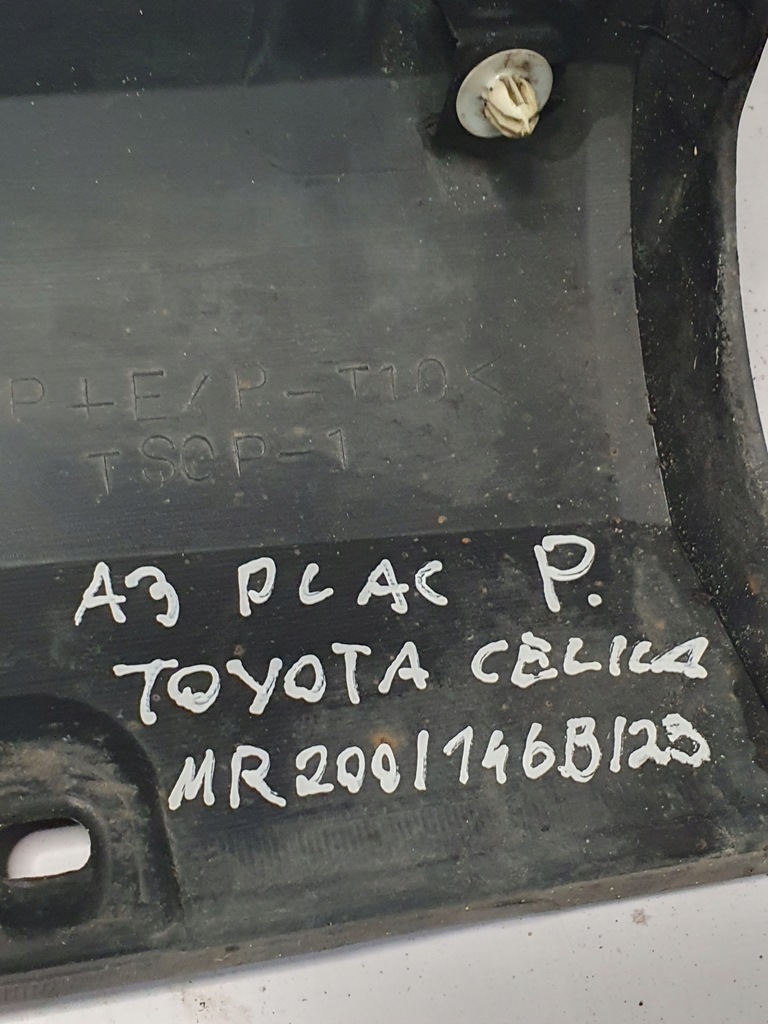 P+E/P-T10<
TSOP-1
A3 PLAC P.
TOYOTA CELICA
MR2001146B123